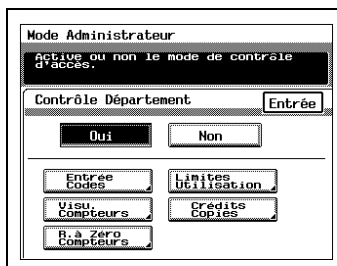 Mode Administrateur
Active ou non le mode de contrôle
d'accès.
Contrôle Département
Entrée
Oui
Non
Entrée
Codes
Limites
Utilisation
Visu.
Compteurs
Crédits
Copies
R.à Zéro
Compteurs